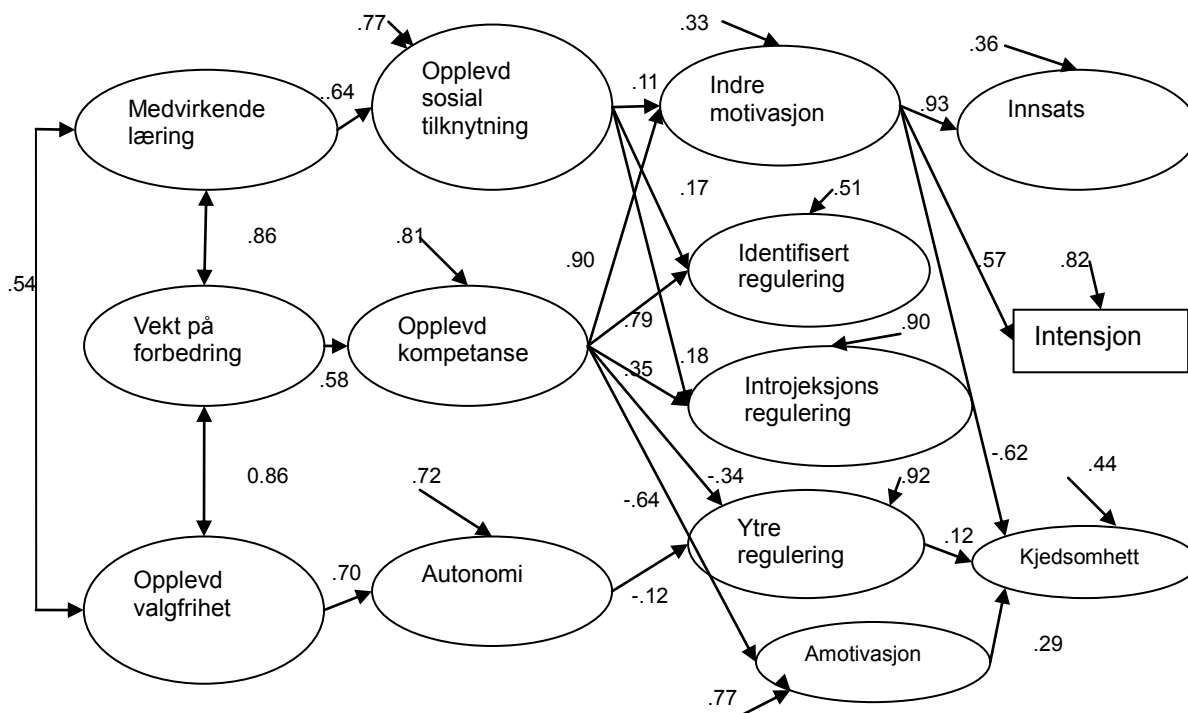 .77
.33
.36
Opplevd
sosial
tilknytning
Indre
motivasjon
Innsats
Medvirkende
læring
..64
.11
.93
.17
.51
.86
.81
.90
Identifisert
regulering
.57
.82
.54
Vekt på
forbedring
.58
Opplevd
kompetanse
.79
.35
.18
.90
Intensjon
Introjeksjons
regulering
0.86
.72
-.34
-.64
.92
-.62
.44
Ytre
regulering
.12
Kjedsomhett
Opplevd
valgfrihet
.70
Autonomi
-.12
Amotivasjon
.29
.77